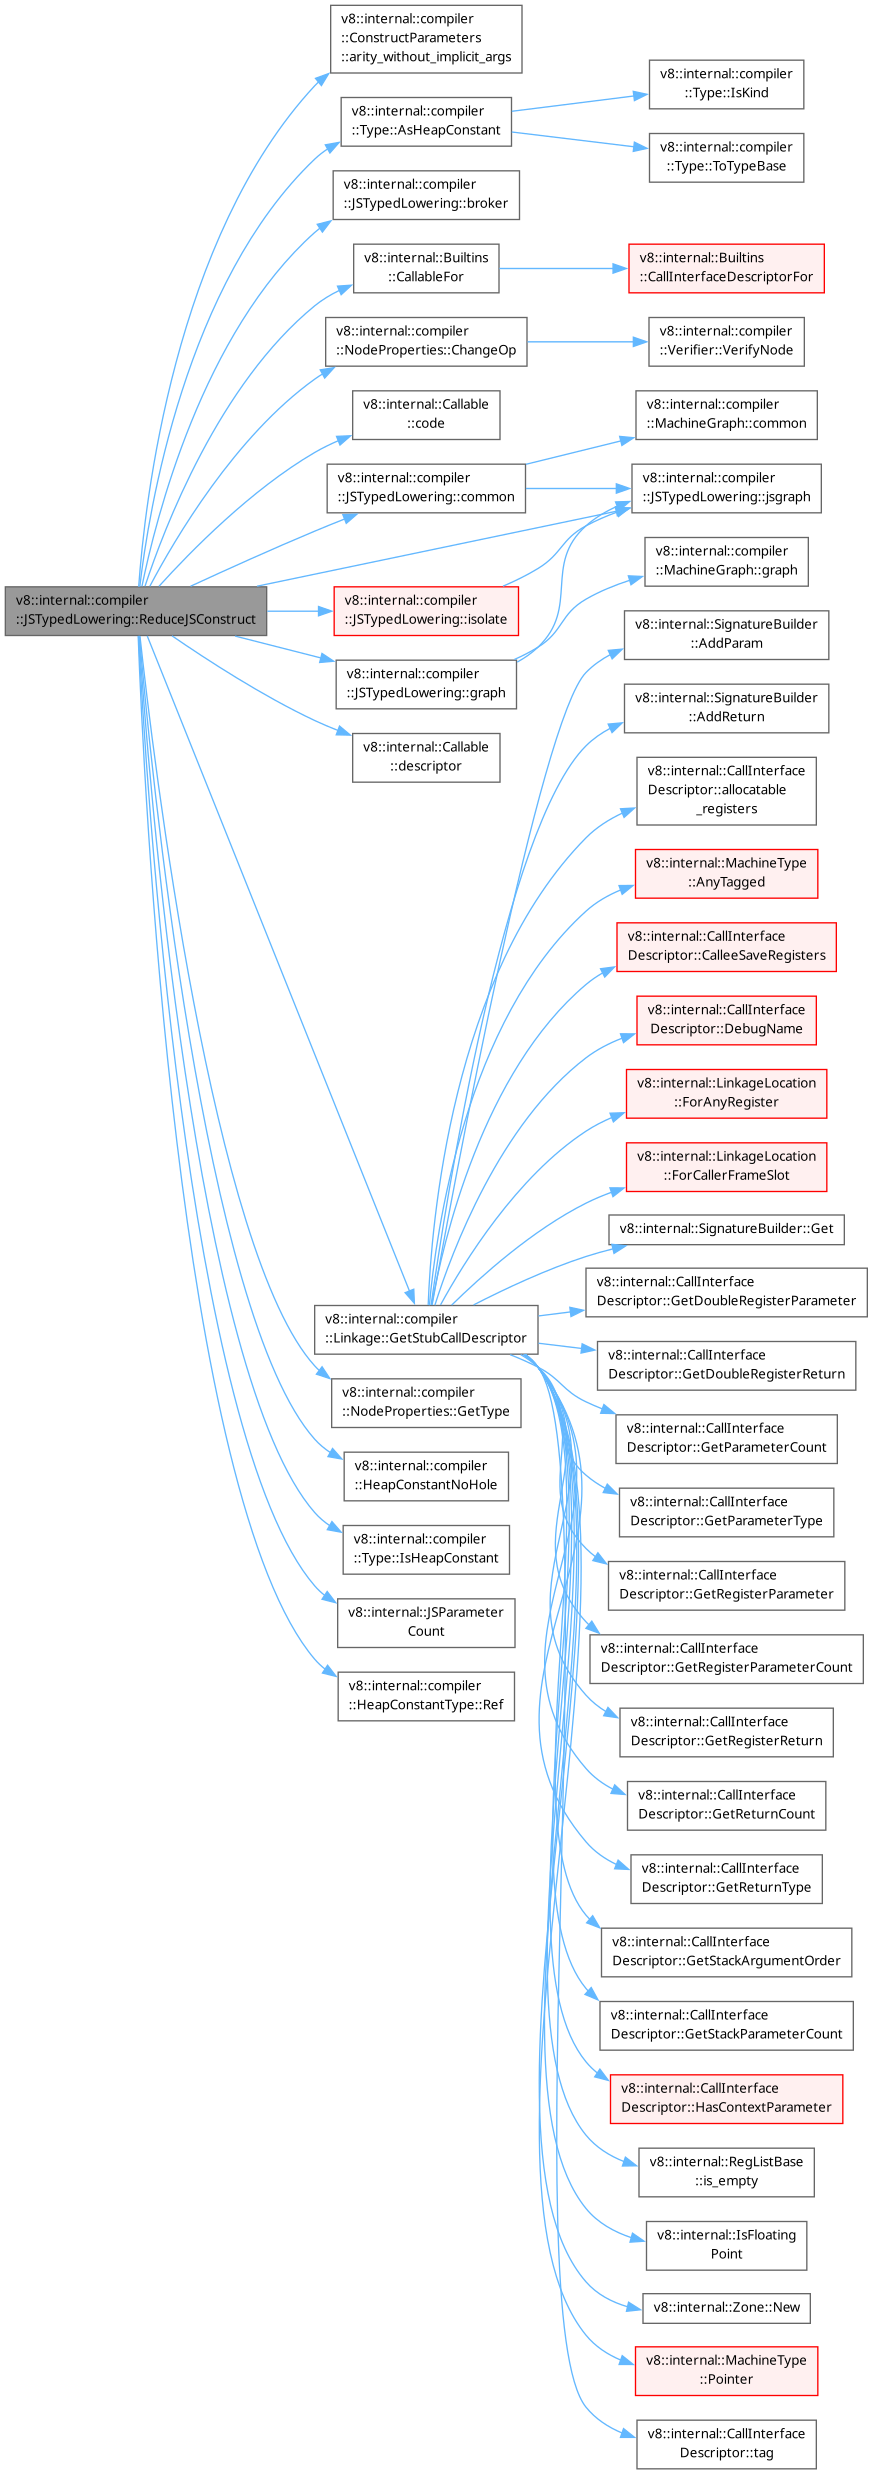 v8::internal::compiler
::JSTypedLowering::ReduceJSConstruct
v8::internal::compiler
::ConstructParameters
::arity_without_implicit_args
v8::internal::compiler
::Type::AsHeapConstant
v8::internal::compiler
::JSTypedLowering::broker
v8::internal::Builtins
::CallableFor
v8::internal::compiler
::NodeProperties::ChangeOp
v8::internal::Callable
::code
v8::internal::compiler
::JSTypedLowering::common
v8::internal::compiler
::JSTypedLowering::isolate
v8::internal::compiler
::JSTypedLowering::graph
v8::internal::Callable
::descriptor
v8::internal::compiler
::Linkage::GetStubCallDescriptor
v8::internal::compiler
::NodeProperties::GetType
v8::internal::compiler
::HeapConstantNoHole
v8::internal::compiler
::Type::IsHeapConstant
v8::internal::JSParameter
Count
v8::internal::compiler
::HeapConstantType::Ref
v8::internal::compiler
::Type::IsKind
v8::internal::compiler
::Type::ToTypeBase
v8::internal::Builtins
::CallInterfaceDescriptorFor
v8::internal::compiler
::Verifier::VerifyNode
v8::internal::compiler
::MachineGraph::common
v8::internal::compiler
::JSTypedLowering::jsgraph
v8::internal::compiler
::MachineGraph::graph
v8::internal::SignatureBuilder
::AddParam
v8::internal::SignatureBuilder
::AddReturn
v8::internal::CallInterface
Descriptor::allocatable
_registers
v8::internal::MachineType
::AnyTagged
v8::internal::CallInterface
Descriptor::CalleeSaveRegisters
v8::internal::CallInterface
Descriptor::DebugName
v8::internal::LinkageLocation
::ForAnyRegister
v8::internal::LinkageLocation
::ForCallerFrameSlot
v8::internal::SignatureBuilder::Get
v8::internal::CallInterface
Descriptor::GetDoubleRegisterParameter
v8::internal::CallInterface
Descriptor::GetDoubleRegisterReturn
v8::internal::CallInterface
Descriptor::GetParameterCount
v8::internal::CallInterface
Descriptor::GetParameterType
v8::internal::CallInterface
Descriptor::GetRegisterParameter
v8::internal::CallInterface
Descriptor::GetRegisterParameterCount
v8::internal::CallInterface
Descriptor::GetRegisterReturn
v8::internal::CallInterface
Descriptor::GetReturnCount
v8::internal::CallInterface
Descriptor::GetReturnType
v8::internal::CallInterface
Descriptor::GetStackArgumentOrder
v8::internal::CallInterface
Descriptor::GetStackParameterCount
v8::internal::CallInterface
Descriptor::HasContextParameter
v8::internal::RegListBase
::is_empty
v8::internal::IsFloating
Point
v8::internal::Zone::New
v8::internal::MachineType
::Pointer
v8::internal::CallInterface
Descriptor::tag